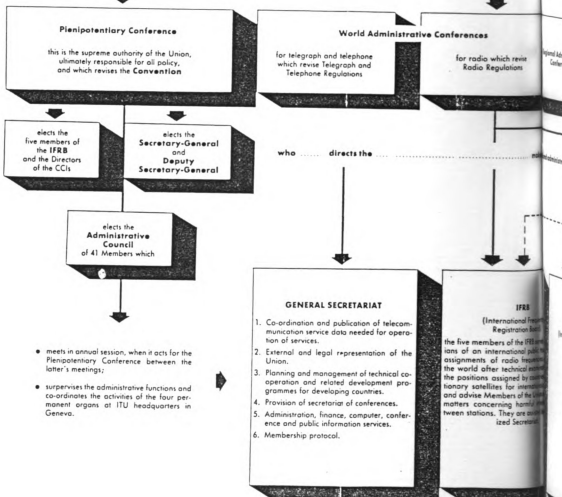 Plenipotentiary Conference
this is the supreme authority of the Union,
ultimately responsible for all policy,
and which revises the Convention
World Administrative Conferences
for telegraph and telephone
which revise Telegraph and
Telephone Regulations
for radio which revise
Radio Regulations
elects the
five members of
the IFRB
and the Directors
of the CCIs
elects the
Secretary-General
and
Deputy
Secretary-General
who ...... directs the
elects the
Administrative
Council
of 41 Members which
• meets in annual session, when it acts for the
Plenipotentiary Conference between the
latter's meetings;
• surpervises the administrative functions and
co-ordinates the activities of the four per-
manent organs at ITU headquarters in
Geneva.
GENERAL SECRETARIAT
1. Co-ordination and publication of telecom-
munication service data needed for opera-
tion of services.
2. External and legal representation of the
Union.
3. Planning and management of technical co-
operation and related development pro-
grammes for developing countries.
4. Provision of secretariat of conferences.
5. Administration, finance, computer, confer-
ence and public information services.
6. Membership protocol.
IFRB
(International
Registration
the five members of the IFRB
ions of an international
assignments of radio
the world after technical
the positions assigned by
tionary satellites for
and advise Members of the
matters concerning
tween stations. They are
ized